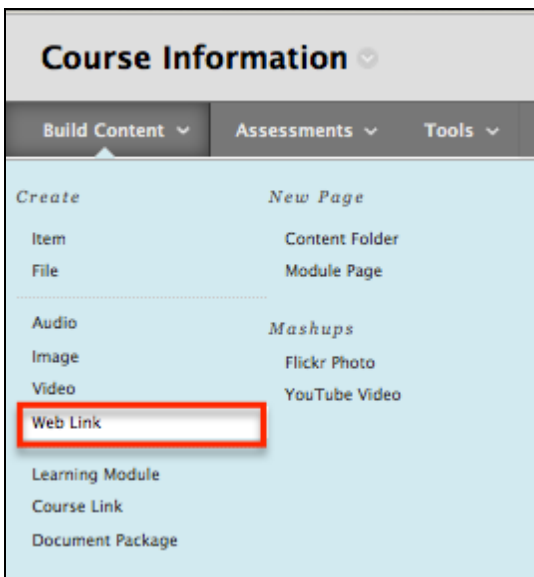 Course Information
Build Content
Assessments
Tools
Create
Item
File
Audio
Image
Video
Web Link
Learning Module
Course Link
Document Package
New Page
Content Folder
Module Page
Mashups
Flickr Photo
YouTube Video